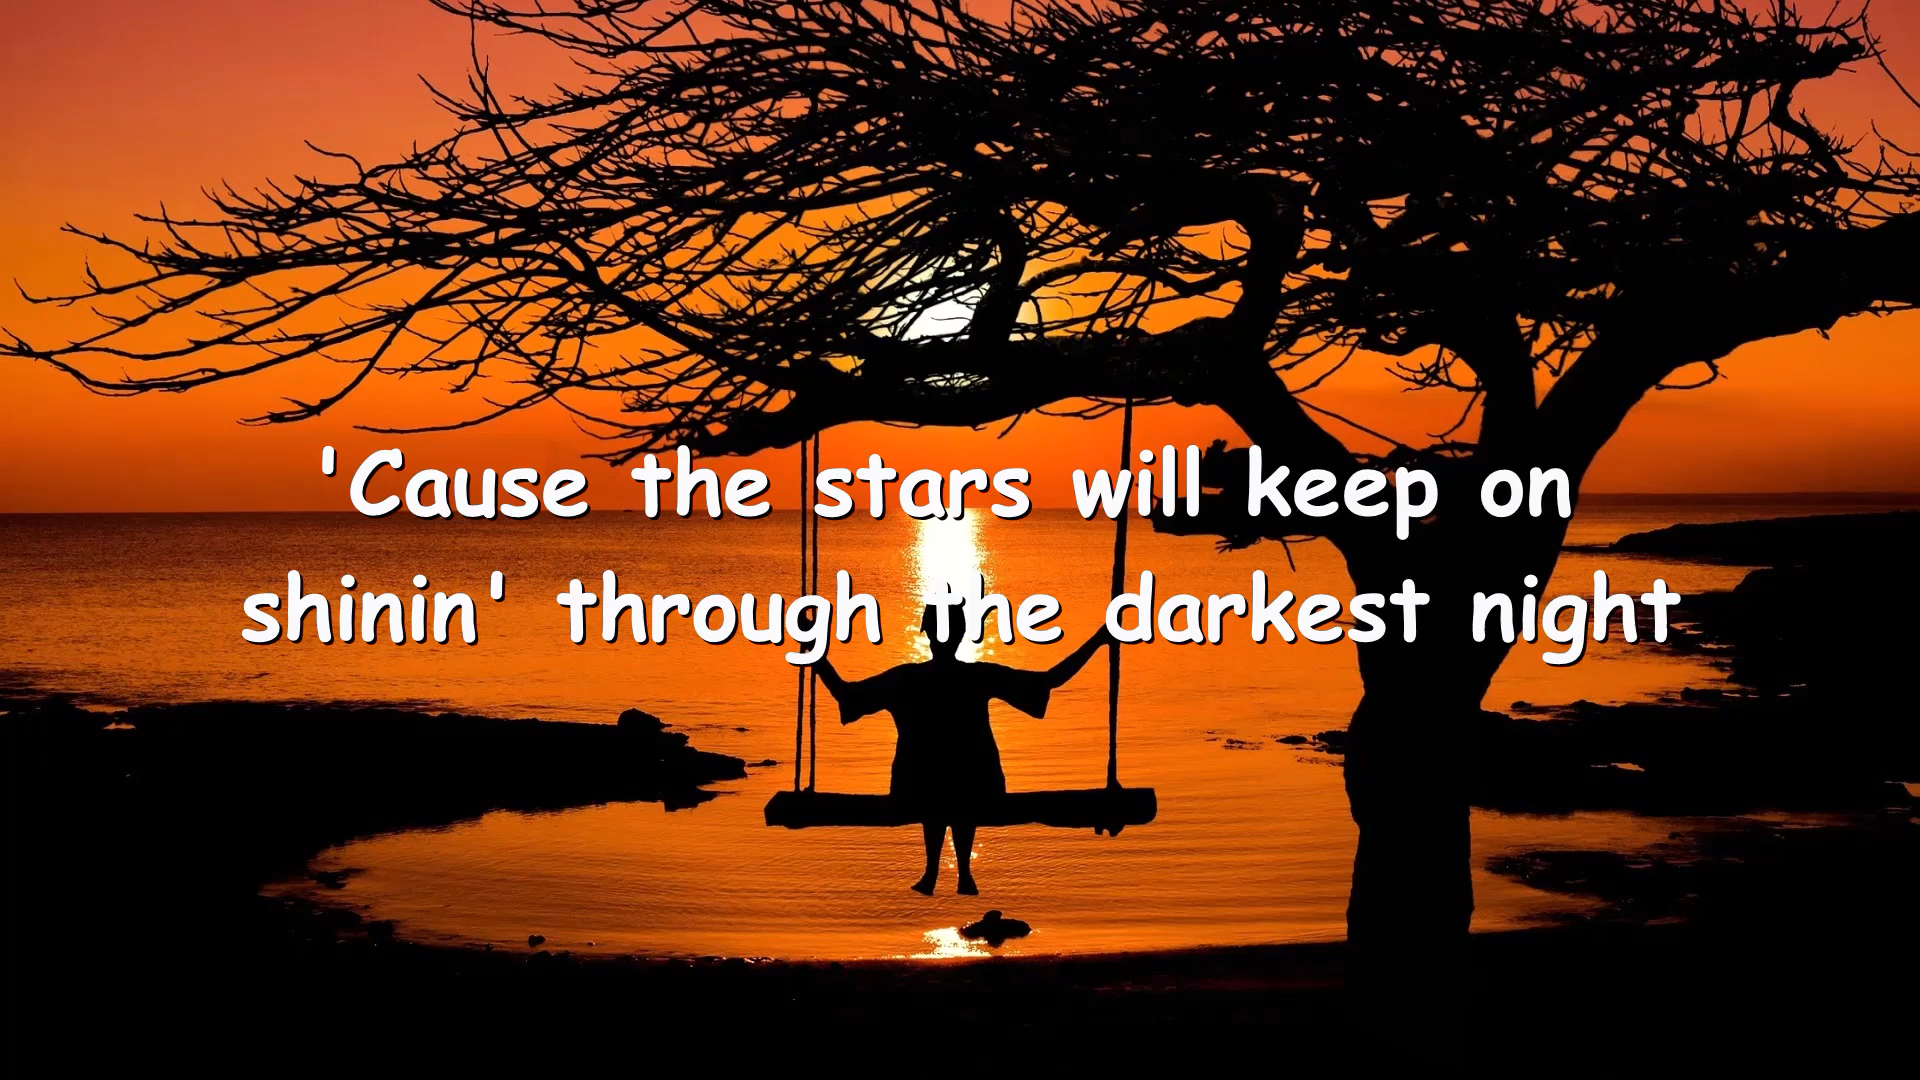 'Cause the stars will keep on
shinin' through the darkest night